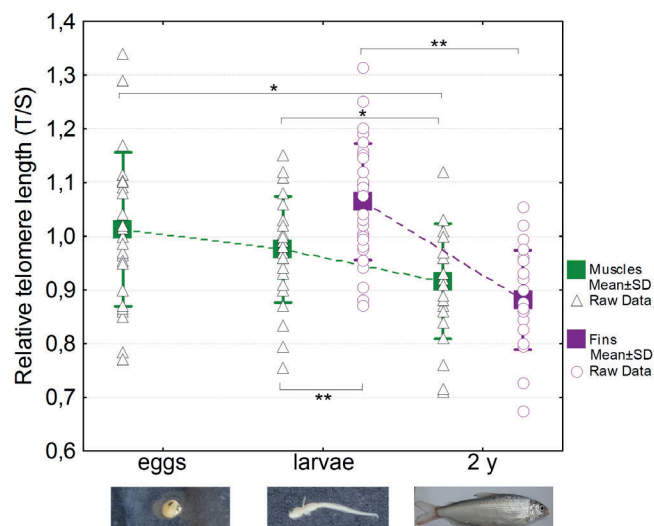 Relative telomere length (T/S)
1,4
1,3
1,2
1,1
1,0
0,9
0,8
0,7
0,6
**
*
*
**
eggs
larvae
2 y
Muscles
Mean±SD
Raw Data
Fins
Mean±SD
Raw Data